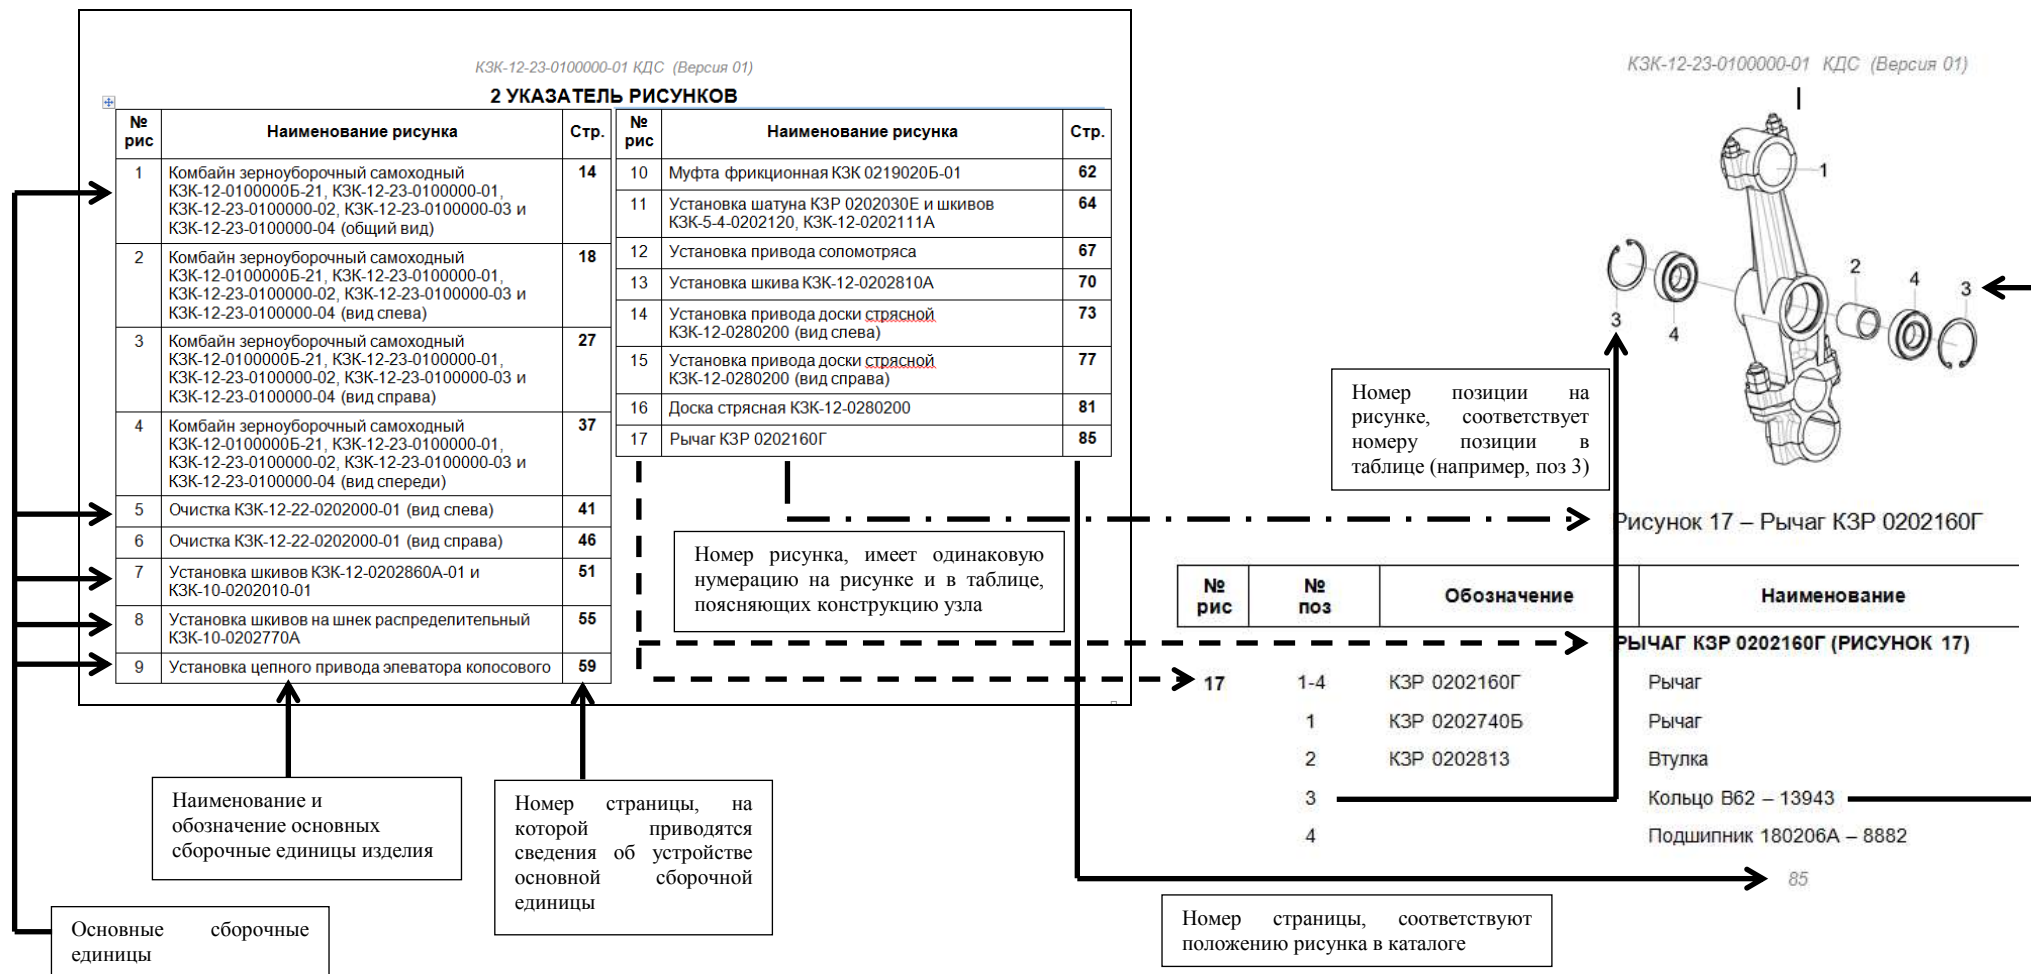 КЗК-12-23-0100000-01 КДС (Версия 01)
2 УКАЗАТЕЛЬ РИСУНКОВ
№ рис Наименование рисунка Стр.
1 Комбайн зерноуборочный самоходный 14
КЗК-12-0100000Б-21, КЗК-12-23-0100000-01,
КЗК-12-23-0100000-02, КЗК-12-23-0100000-03 и
КЗК-12-23-0100000-04 (общий вид)
2 Комбайн зерноуборочный самоходный 18
КЗК-12-0100000Б-21, КЗК-12-23-0100000-01,
КЗК-12-23-0100000-02, КЗК-12-23-0100000-03 и
КЗК-12-23-0100000-04 (вид слева)
3 Комбайн зерноуборочный самоходный 27
КЗК-12-0100000Б-21, КЗК-12-23-0100000-01,
КЗК-12-23-0100000-02, КЗК-12-23-0100000-03 и
КЗК-12-23-0100000-04 (вид справа)
4 Комбайн зерноуборочный самоходный 37
КЗК-12-0100000Б-21, КЗК-12-23-0100000-01,
КЗК-12-23-0100000-02, КЗК-12-23-0100000-03 и
КЗК-12-23-0100000-04 (вид спереди)
5 Очистка КЗК-12-22-0202000-01 (вид слева) 41
6 Очистка КЗК-12-22-0202000-01 (вид справа) 46
7 Установка шкивов КЗК-12-0202860А-01 и 51
КЗК-10-0202010-01
8 Установка шкивов на шнек распределительный 55
КЗК-10-0202770А
9 Установка цепного привода элеватора колосового 59
№ рис Наименование рисунка Стр.
10 Муфта фрикционная КЗК 0219020Б-01 62
11 Установка шатуна КЗР 0202030Е и шкивов 64
КЗК-5-4-0202120, КЗК-12-0202111А
12 Установка привода соломотряса 67
13 Установка шкива КЗК-12-0202810А 70
14 Установка привода доски стрясной 73
КЗК-12-0280200 (вид слева)
15 Установка привода доски стрясной 77
КЗК-12-0280200 (вид справа)
16 Доска стрясная КЗК-12-0280200 81
17 Рычаг КЗР 0202160Г 85
Номер рисунка, имеет одинаковую
нумерацию на рисунке и в таблице,
поясняющих конструкцию узла
Наименование и
обозначение основных
сборочные единицы изделия
Номер страницы, на
которой приводятся
сведения об устройстве
основной сборочной
единицы
Основные сборочные
единицы
КЗК-12-23-0100000-01 КДС (Версия 01)
1
2
4
3
3
4
Номер позиции на
рисунке, соответствует
номеру позиции в
таблице (например, поз 3)
Рисунок 17 – Рычаг КЗР 0202160Г
№ рис № поз Обозначение Наименование
РЫЧАГ КЗР 0202160Г (РИСУНОК 17)
17 1-4 КЗР 0202160Г Рычаг
1 КЗР 0202740Б Рычаг
2 КЗР 0202813 Втулка
3 Кольцо В62 – 13943
4 Подшипник 180206А – 8882
85
Номер страницы, соответствуют
положению рисунка в каталоге